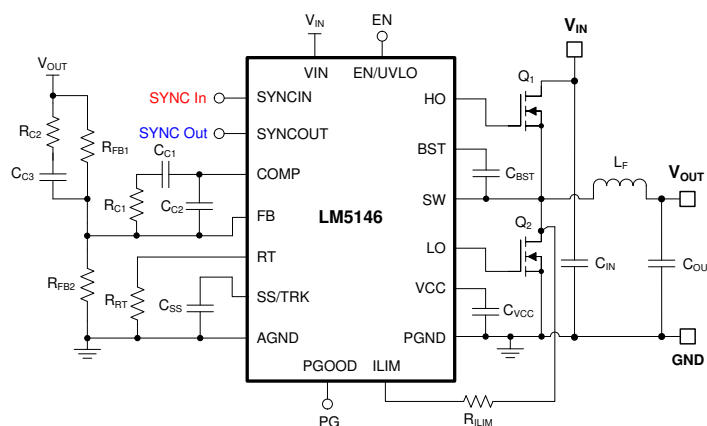 VIN
EN
VIN
VOUT
VIN
EN/UVLO
Q1
SYNC In
SYNCIN
HO
RC2
RFB1
SYNC Out
SYNCOUT
CC1
BST
CC3
COMP
CBST
LF
VOUT
RC1
CC2
SW
FB
LM5146
Q2
LO
RT
CIN
COU
RFB2
RRT
CSS
SS/TRK
VCC
CVCC
AGND
PGND
GND
PGOOD
ILIM
PG
RILIM